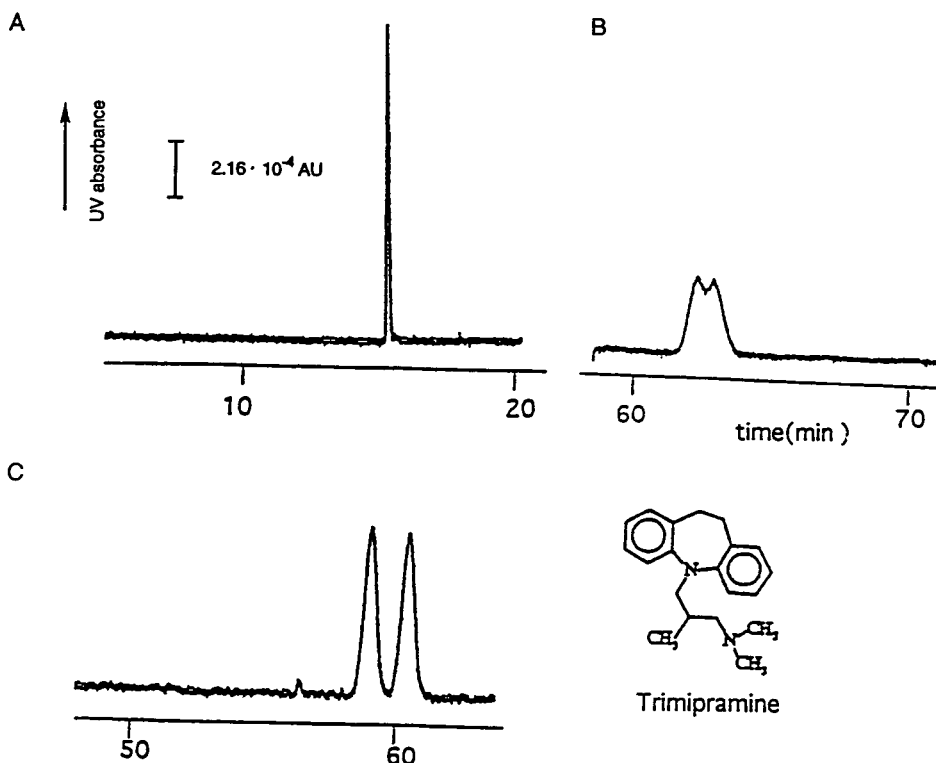 A
B
UV absorbance
2.16 · 10⁻⁴ AU
10
20
60
70
time(min )
C
50
60
N
CH₃
N
CH₃
CH₃
Trimipramine